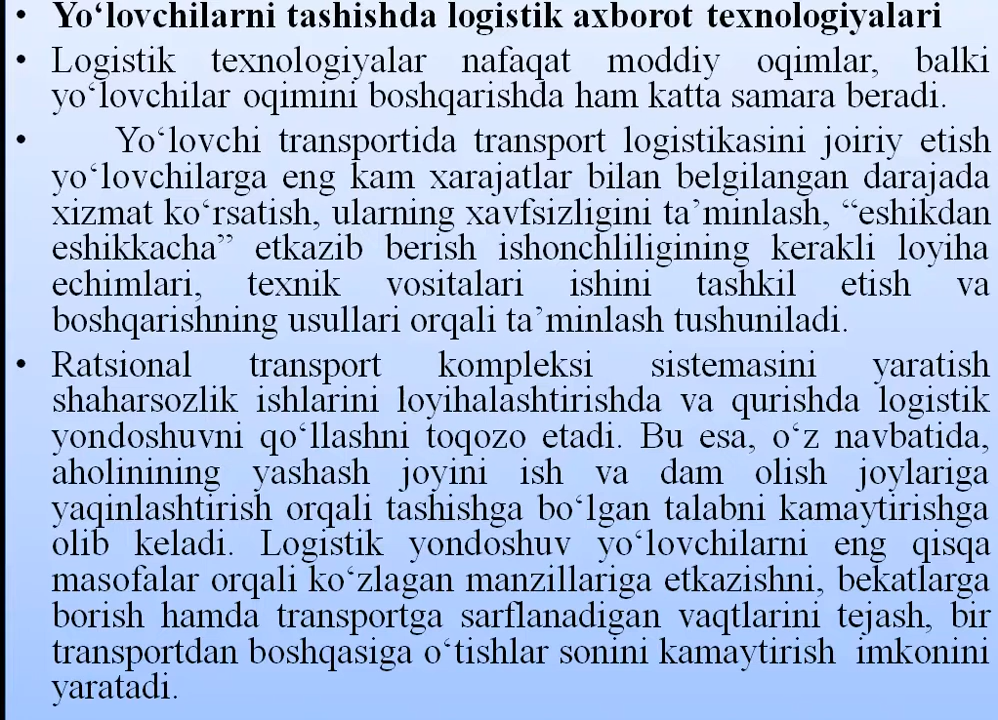 • Yo‘lovchilarni tashishda logistik axborot texnologiyalari
• Logistik texnologiyalar nafaqat moddiy oqimlar, balki
yo‘lovchilar oqimini boshqarishda ham katta samara beradi.
• Yo‘lovchi transportida transport logistikasini joiriy etish
yo‘lovchilarga eng kam xarajatlar bilan belgilangan darajada
xizmat ko‘rsatish, ularning xavfsizligini ta’minlash, “eshikdan
eshikkacha” etkazib berish ishonchliligining kerakli loyiha
echimlari, texnik vositalari ishini tashkil etish va
boshqarishning usullari orqali ta’minlash tushuniladi.
• Ratsional transport kompleksi sistemasini yaratish
shaharsozlik ishlarini loyihalashtirishda va qurishda logistik
yondoshuvni qo‘llashni toqozo etadi. Bu esa, o‘z navbatida,
aholinining yashash joyini ish va dam olish joylariga
yaqinlashtirish orqali tashishga bo‘lgan talabni kamaytirishga
olib keladi. Logistik yondoshuv yo‘lovchilarni eng qisqa
masofalar orqali ko‘zlagan manzillariga etkazishni, bekatlarga
borish hamda transportga sarflanadigan vaqtlarini tejash, bir
transportdan boshqasiga o‘tishlar sonini kamaytirish imkonini
yaratadi.